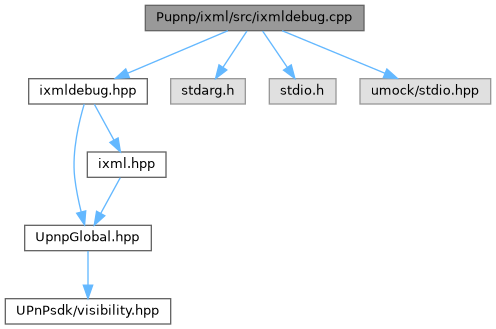 Pupnp/ixml/src/ixmldebug.cpp
ixmldebug.hpp
stdarg.h
stdio.h
umock/stdio.hpp
ixml.hpp
UpnpGlobal.hpp
UPnPsdk/visibility.hpp